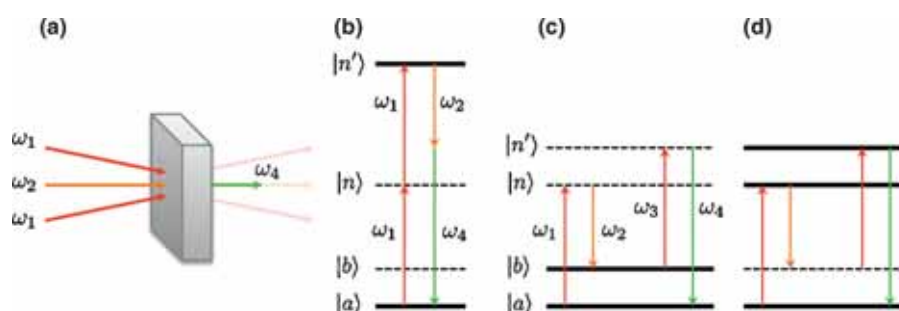 (a)
ω₁
ω₂
ω₁
ω₄
(b)
|n′⟩
|n⟩
|b⟩
|a⟩
ω₁
ω₂
ω₁
ω₄
(c)
|n′⟩
|n⟩
|b⟩
|a⟩
ω₁
ω₂
ω₃
ω₄
(d)